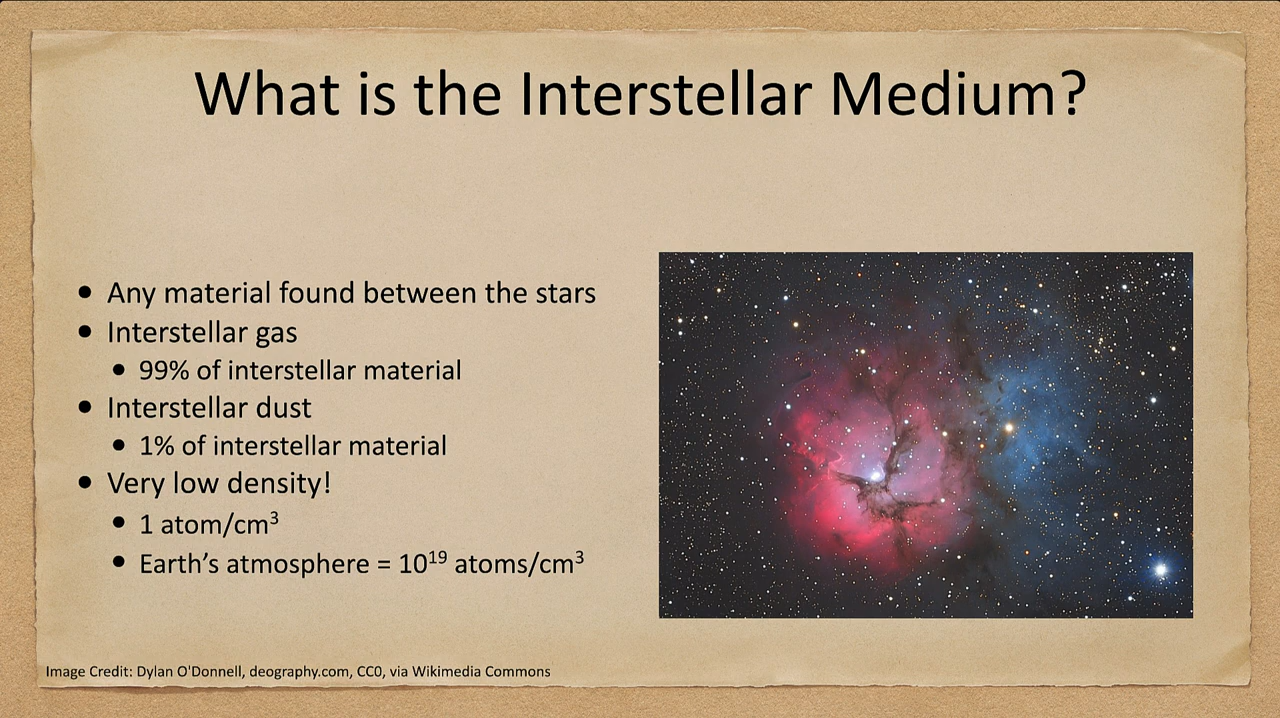 What is the Interstellar Medium?
• Any material found between the stars
• Interstellar gas
• 99% of interstellar material
• Interstellar dust
• 1% of interstellar material
• Very low density!
• 1 atom/cm³
• Earth’s atmosphere = 10¹⁹ atoms/cm³
Image Credit: Dylan O'Donnell, deography.com, CC0, via Wikimedia Commons